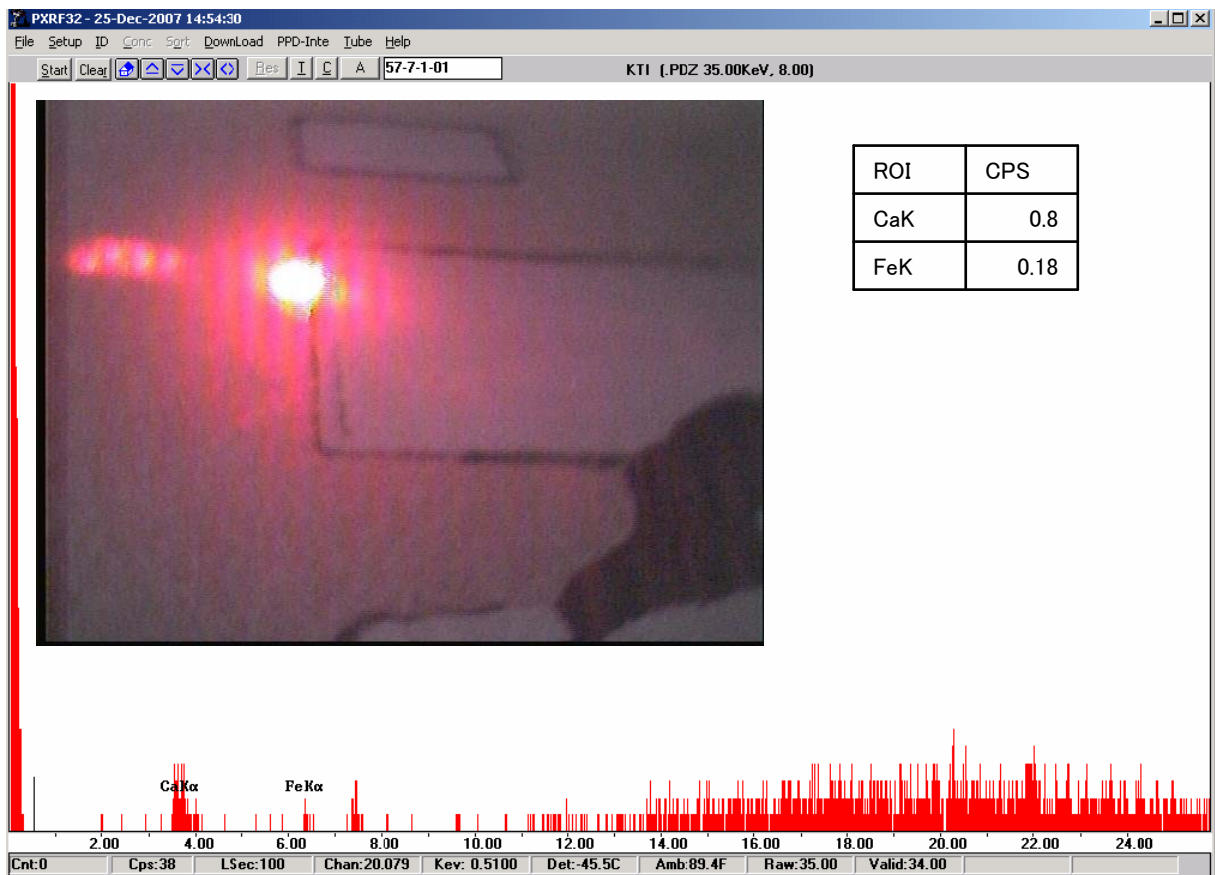 PXRF32 - 25-Dec-2007 14:54:30
File Setup ID Conc Sort DownLoad PPD-Inte Tube Help
Start Clear Res I C A 57-7-1-01 KTI (.PDZ 35.00KeV, 8.00)
ROI CPS
CaK 0.8
FeK 0.18
CaKα FeKα
2.00 4.00 6.00 8.00 10.00 12.00 14.00 16.00 18.00 20.00 22.00 24.00
Cnt:0 Cps:38 LSec:100 Chan:20.079 Kev: 0.5100 Det:-45.5C Amb:89.4F Raw:35.00 Valid:34.00